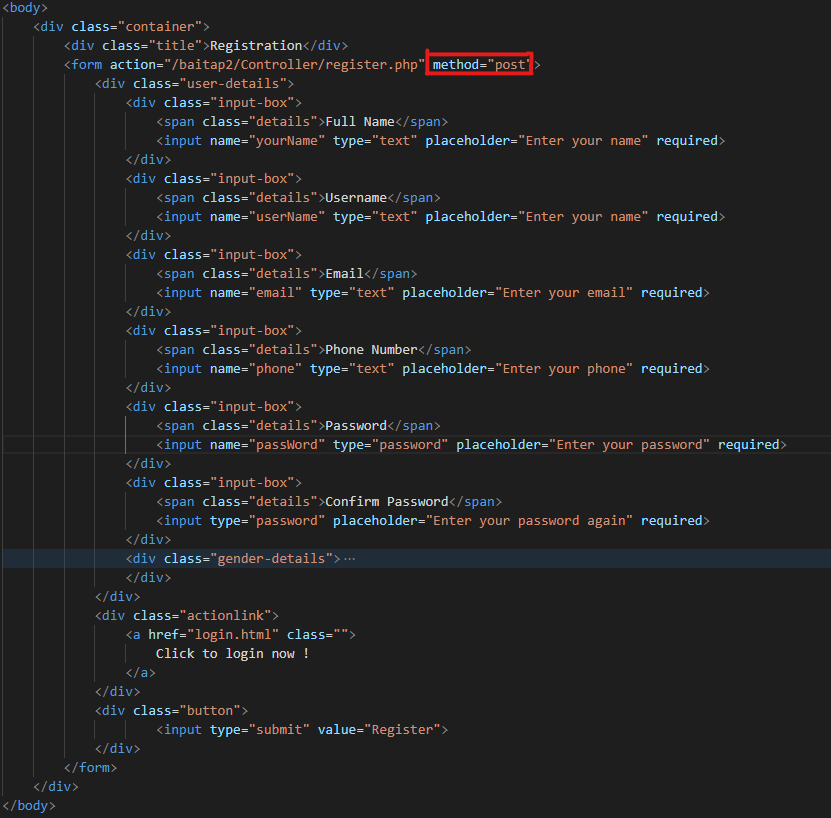 <body>
<div class="container">
<div class="title">Registration</div>
<form action="/baitap2/Controller/register.php" method="post">
<div class="user-details">
<div class="input-box">
<span class="details">Full Name</span>
<input name="yourName" type="text" placeholder="Enter your name" required>
</div>
<div class="input-box">
<span class="details">Username</span>
<input name="userName" type="text" placeholder="Enter your name" required>
</div>
<div class="input-box">
<span class="details">Email</span>
<input name="email" type="text" placeholder="Enter your email" required>
</div>
<div class="input-box">
<span class="details">Phone Number</span>
<input name="phone" type="text" placeholder="Enter your phone" required>
</div>
<div class="input-box">
<span class="details">Password</span>
<input name="passWord" type="password" placeholder="Enter your password" required>
</div>
<div class="input-box">
<span class="details">Confirm Password</span>
<input type="password" placeholder="Enter your password again" required>
</div>
<div class="gender-details">…
</div>
</div>
<div class="actionlink">
<a href="login.html" class="">
Click to login now !
</a>
</div>
<div class="button">
<input type="submit" value="Register">
</div>
</form>
</div>
</body>